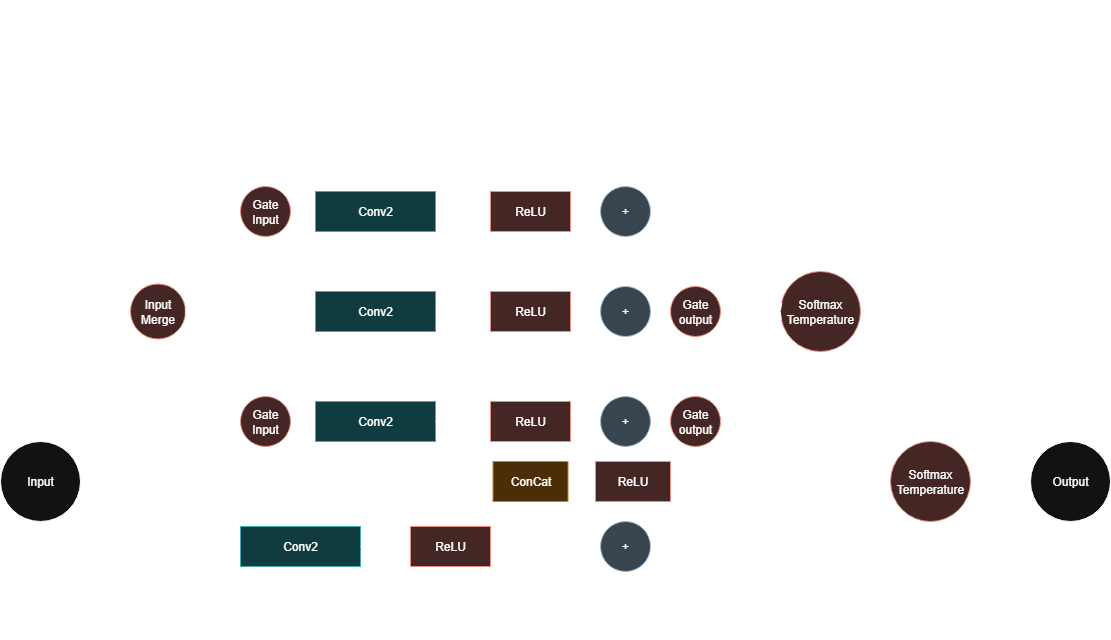 Gate
Input
Conv2
ReLU
+
Input
Merge
Conv2
ReLU
+
Gate
output
Softmax
Temperature
Gate
Input
Conv2
ReLU
+
Gate
output
Input
ConCat
ReLU
Softmax
Temperature
Output
Conv2
ReLU
+